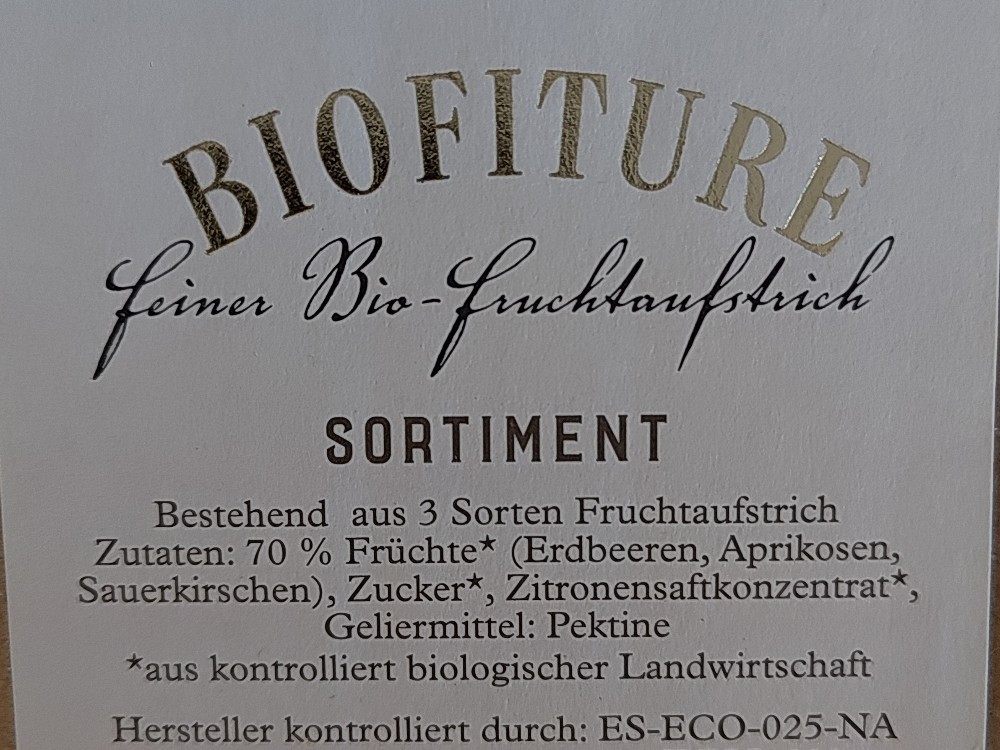 BIOFITURE
feiner Bio-Fruchtaufstrich
SORTIMENT
Bestehend aus 3 Sorten Fruchtaufstrich
Zutaten: 70 % Früchte* (Erdbeeren, Aprikosen,
Sauerkirschen), Zucker*, Zitronensaftkonzentrat*,
Geliermittel: Pektine
*aus kontrolliert biologischer Landwirtschaft
Hersteller kontrolliert durch: ES-ECO-025-NA